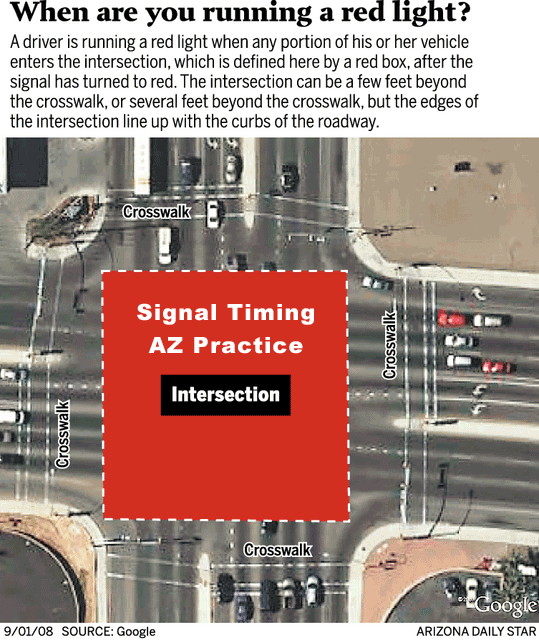 When are you running a red light?
A driver is running a red light when any portion of his or her vehicle
enters the intersection, which is defined here by a red box, after the
signal has turned to red. The intersection can be a few feet beyond
the crosswalk, or several feet beyond the crosswalk, but the edges of
the intersection line up with the curbs of the roadway.
Crosswalk
Signal Timing
AZ Practice
Intersection
Crosswalk
Crosswalk
Crosswalk
Google
9/01/08 SOURCE: Google
ARIZONA DAILY STAR